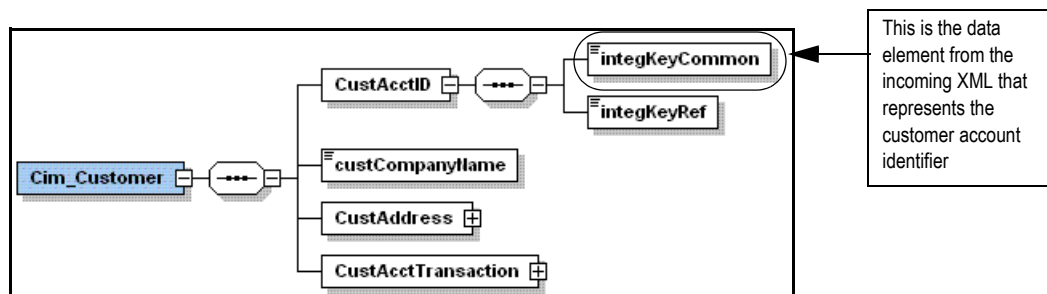 This is the data
element from the
incoming XML that
represents the
customer account
identifier
integKeyCommon
CustAcctID
integKeyRef
custCompanyName
Cim_Customer
CustAddress
CustAcctTransaction